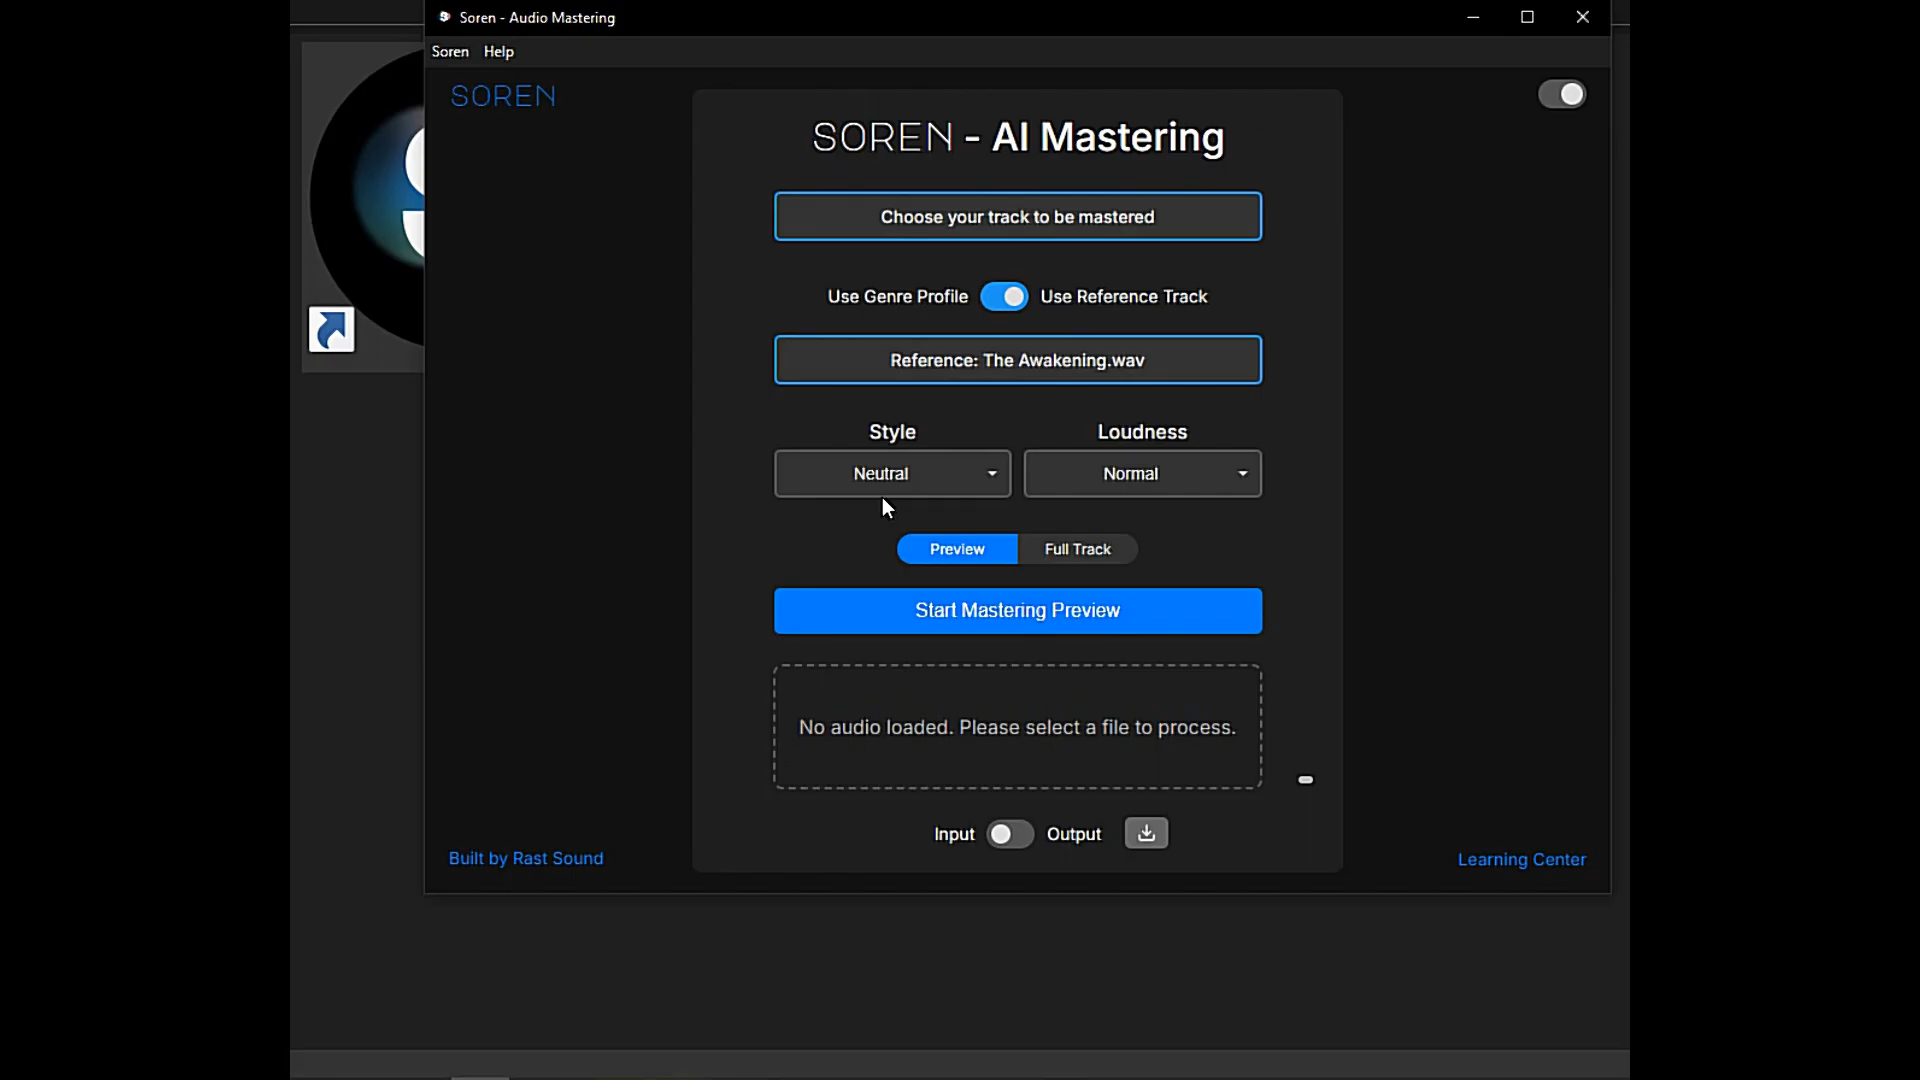 Soren - Audio Mastering
Soren Help
SOREN
SOREN - AI Mastering
Choose your track to be mastered
Use Genre Profile Use Reference Track
Reference: The Awakening.wav
Style Loudness
Neutral Normal
Preview Full Track
Start Mastering Preview
No audio loaded. Please select a file to process.
Input Output
Built by Rast Sound Learning Center